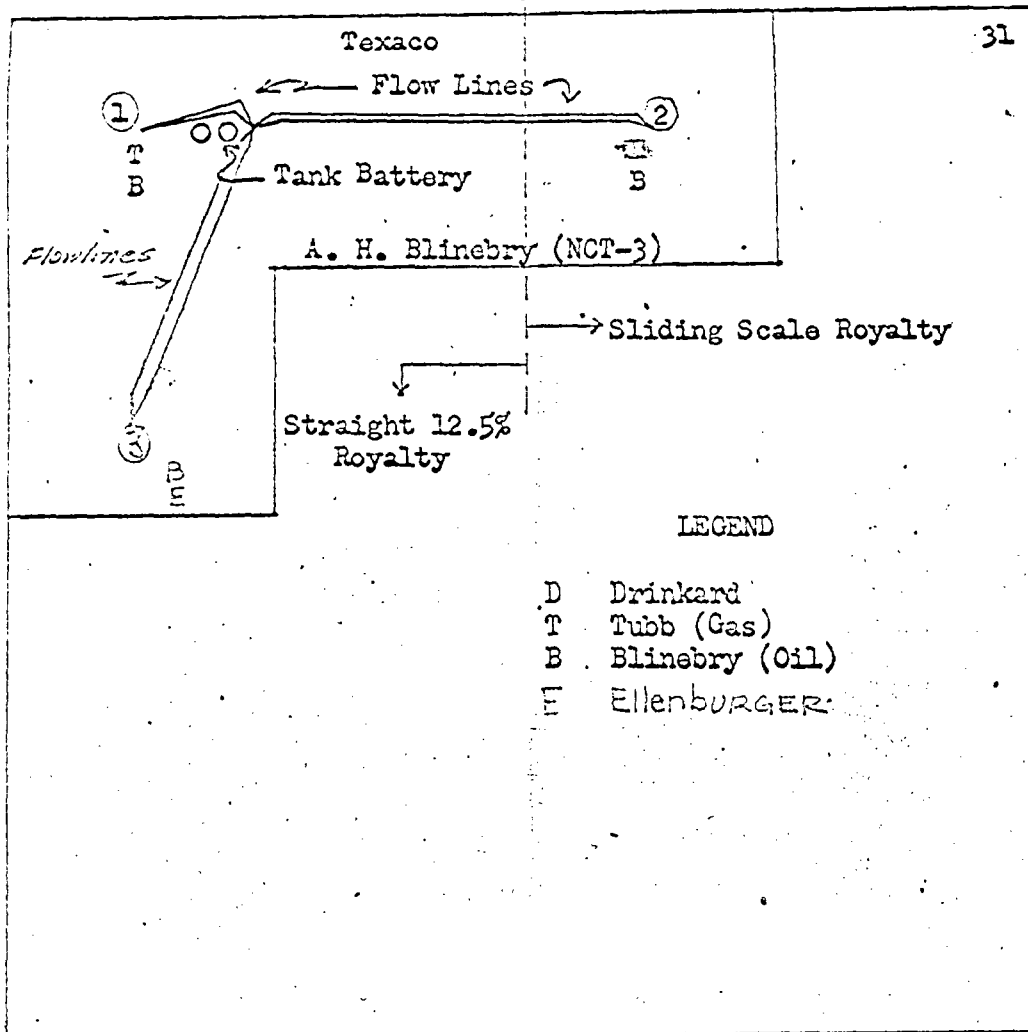 Texaco
31
Flow Lines
1
2
T
B
B
Tank Battery
Flowlines
A. H. Blinebry (NCT-3)
Sliding Scale Royalty
Straight 12.5%
Royalty
3
B
E
LEGEND
D Drinkard
T Tubb (Gas)
B Blinebry (Oil)
E EllenbURGER